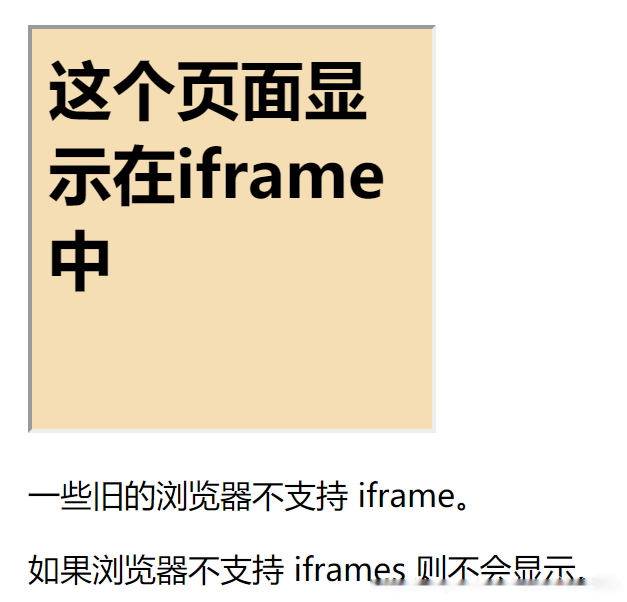 这个页面显
示在iframe
中
一些旧的浏览器不支持 iframe。
如果浏览器不支持 iframes 则不会显示。